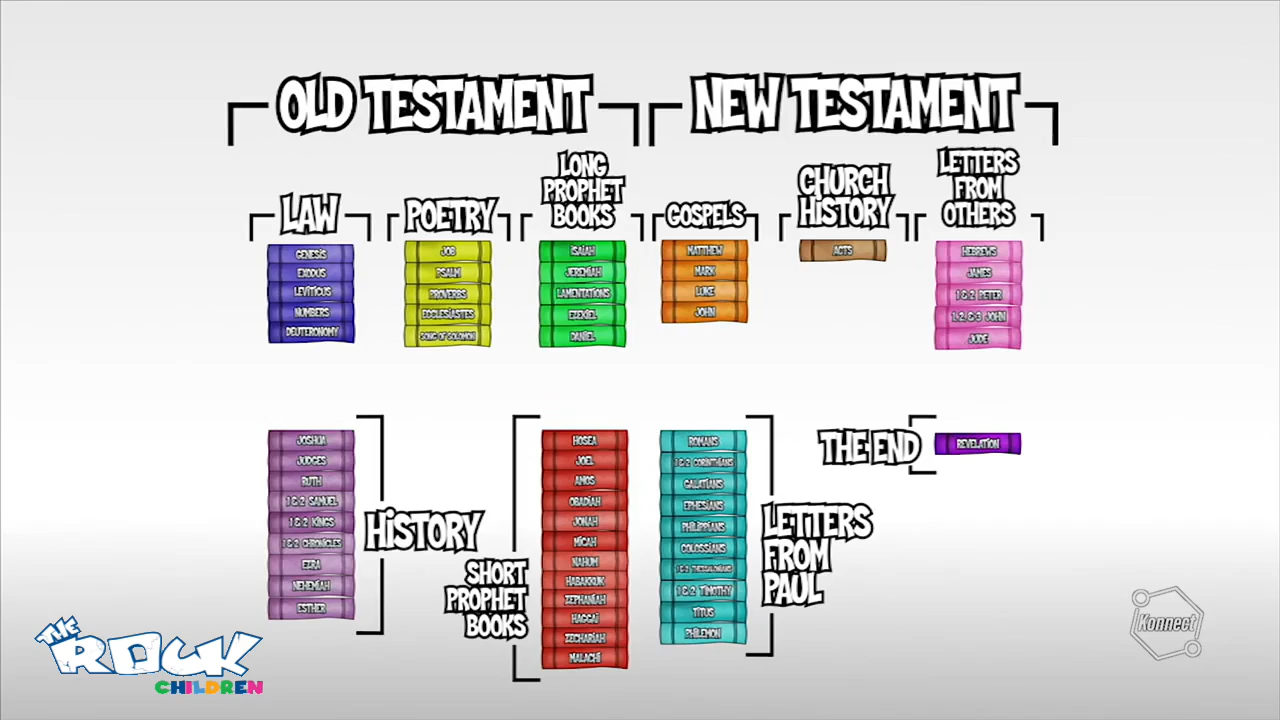 OLD TESTAMENT
NEW TESTAMENT
LAW
GENESIS
EXODUS
LEVITICUS
NUMBERS
DEUTERONOMY
POETRY
JOB
PSALM
PROVERBS
ECCLESIASTES
SONG OF SOLOMON
LONG
PROPHET
BOOKS
ISAIAH
JEREMIAH
LAMENTATIONS
EZEKIEL
DANIEL
GOSPELS
MATTHEW
MARK
LUKE
JOHN
CHURCH
HISTORY
ACTS
LETTERS
FROM
OTHERS
HEBREWS
JAMES
1 & 2 PETER
1, 2, & 3 JOHN
JUDE
JOSHUA
JUDGES
RUTH
1 & 2 SAMUEL
1 & 2 KINGS
1 & 2 CHRONICLES
EZRA
NEHEMIAH
ESTHER
HISTORY
SHORT
PROPHET
BOOKS
HOSEA
JOEL
AMOS
OBADIAH
JONAH
MICAH
NAHUM
HABAKKUK
ZEPHANIAH
HAGGAI
ZECHARIAH
MALACHI
ROMANS
1 & 2 CORINTHIANS
GALATIANS
EPHESIANS
PHILIPPIANS
COLOSSIANS
1 & 2 THESSALONIANS
1 & 2 TIMOTHY
TITUS
PHILEMON
LETTERS
FROM
PAUL
THE END
REVELATION
THE
ROCK
CHILDREN
Konnect